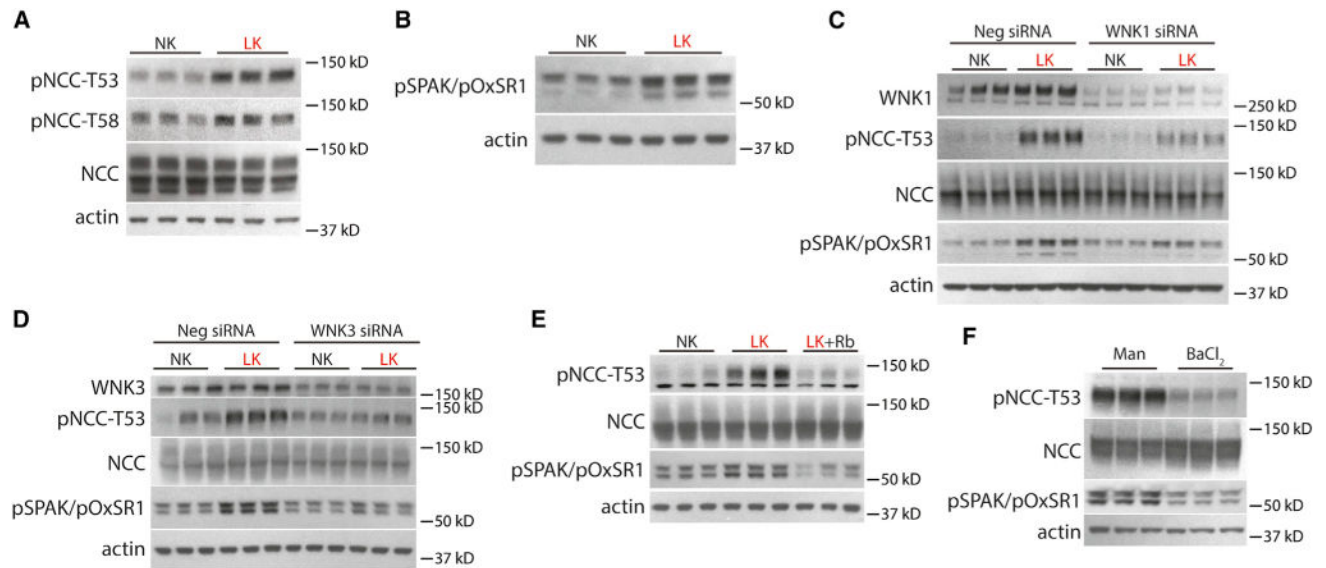 A
NK LK
pNCC-T53
—150 kD
pNCC-T58
—150 kD
NCC
—150 kD
actin
—37 kD
B
NK LK
pSPAK/pOxSR1
—50 kD
actin
—37 kD
C
Neg siRNA WNK1 siRNA
NK LK NK LK
WNK1
—250 kD
pNCC-T53
—150 kD
NCC
—150 kD
pSPAK/pOxSR1
—50 kD
actin
—37 kD
D
Neg siRNA WNK3 siRNA
NK LK NK LK
WNK3
—150 kD
pNCC-T53
—150 kD
NCC
—150 kD
pSPAK/pOxSR1
—50 kD
actin
—37 kD
E
NK LK LK+Rb
pNCC-T53
—150 kD
NCC
—150 kD
pSPAK/pOxSR1
—50 kD
actin
—37 kD
F
Man BaCl₂
pNCC-T53
—150 kD
NCC
—150 kD
pSPAK/pOxSR1
—50 kD
actin
—37 kD